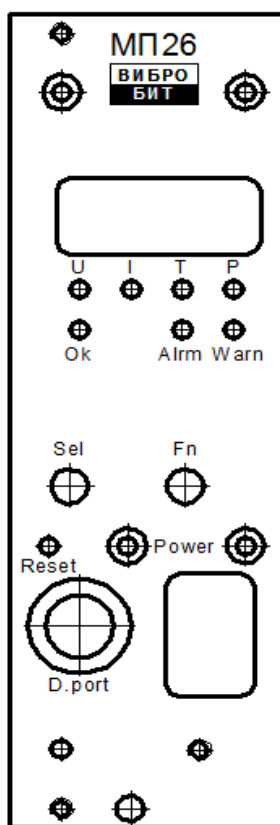 МП26
ВИБРО
БИТ
U I T P
Ok Alrm Warn
Sel Fn
Power
Reset
D.port